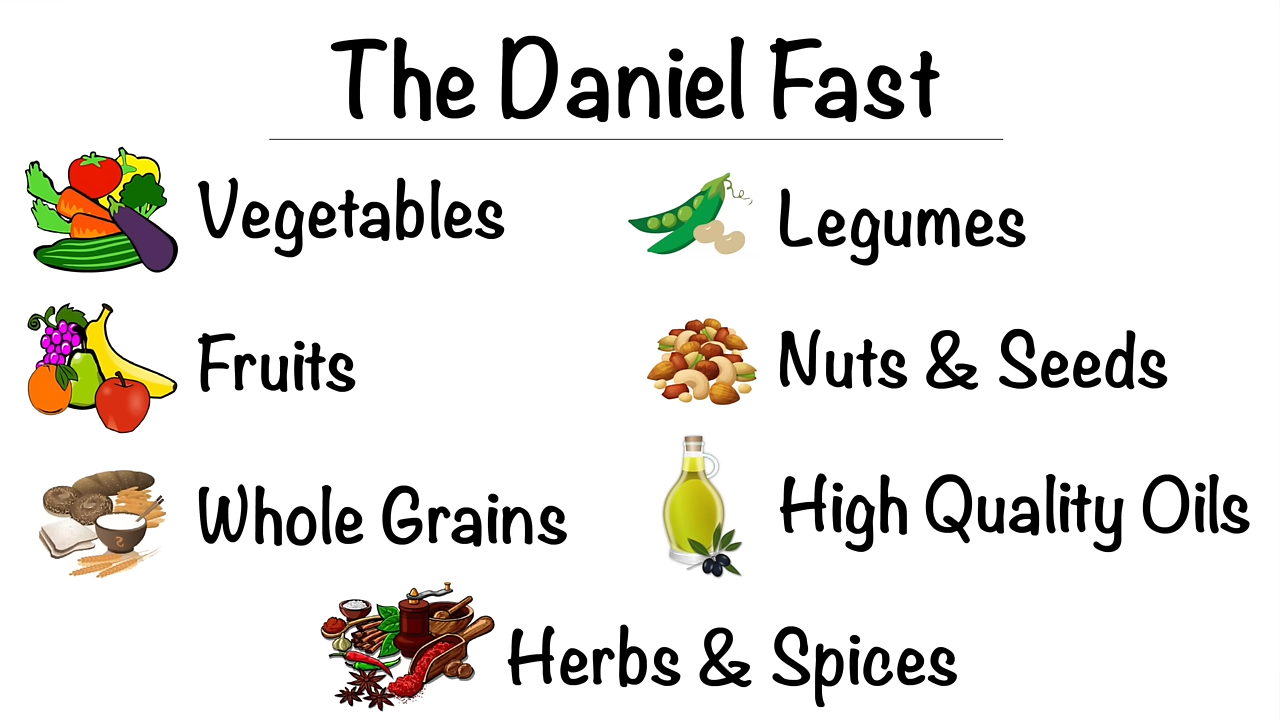 The Daniel Fast
Vegetables
Legumes
Fruits
Nuts & Seeds
Whole Grains
High Quality Oils
Herbs & Spices